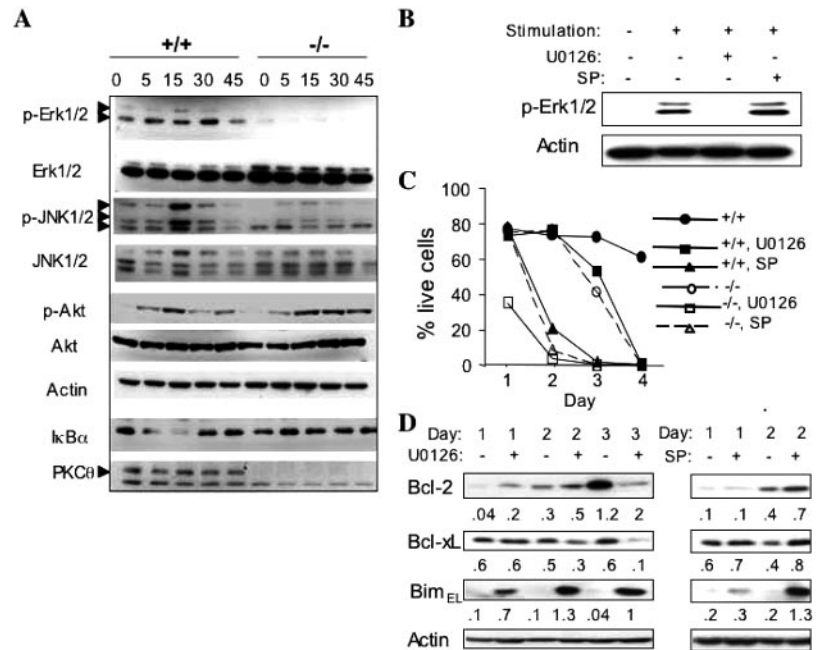 A
+/+ -/-
0 5 15 30 45 0 5 15 30 45
p-Erk1/2
Erk1/2
p-JNK1/2
JNK1/2
p-Akt
Akt
Actin
IκBα
PKCθ
B
Stimulation: - + + +
U0126: - - + -
SP: - - - +
p-Erk1/2
Actin
C
% live cells
80
60
40
20
0
1 2 3 4
Day
+/+
+/+, U0126
+/+, SP
-/-
-/-, U0126
-/-, SP
D
Day: 1 1 2 2 3 3
U0126: - + - + - +
Bcl-2
.04 .2 .3 .5 1.2 2
Bcl-xL
.6 .6 .5 .3 .6 .1
Bim EL
.1 .7 .1 1.3 .04 1
Actin
Day: 1 1 2 2
SP: - + - +
.1 .1 .4 .7
.6 .7 .4 .8
.2 .3 .2 1.3